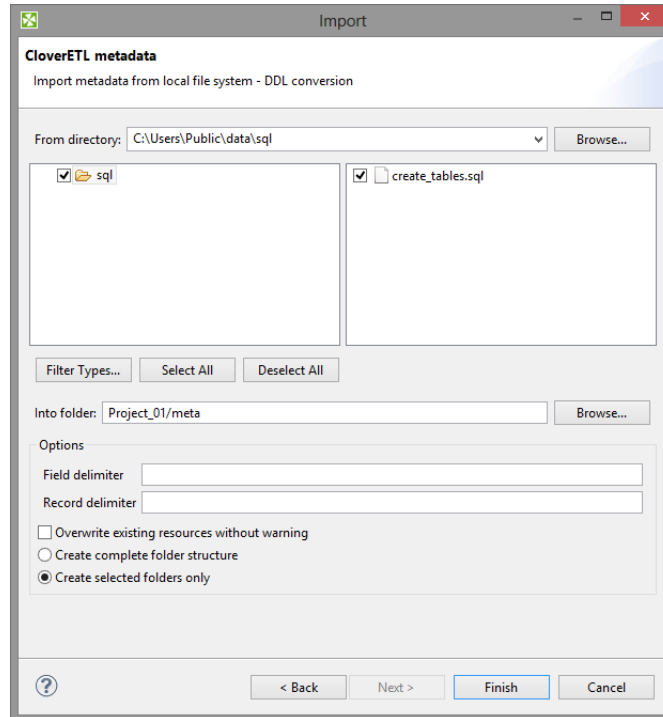 Import
CloverETL metadata
Import metadata from local file system - DDL conversion
From directory: C:\Users\Public\data\sql Browse...
sql create_tables.sql
Filter Types... Select All Deselect All
Into folder: Project_01/meta Browse...
Options
Field delimiter
Record delimiter
Overwrite existing resources without warning
Create complete folder structure
Create selected folders only
? < Back Next > Finish Cancel